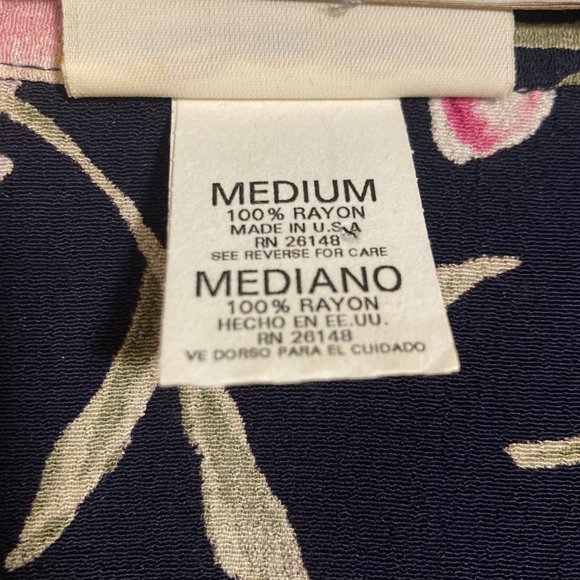 MEDIUM
100% RAYON
MADE IN U.S.A
RN 26148
SEE REVERSE FOR CARE
MEDIANO
100% RAYON
HECHO EN EE.UU.
RN 26148
VE DORSO PARA EL CUIDADO